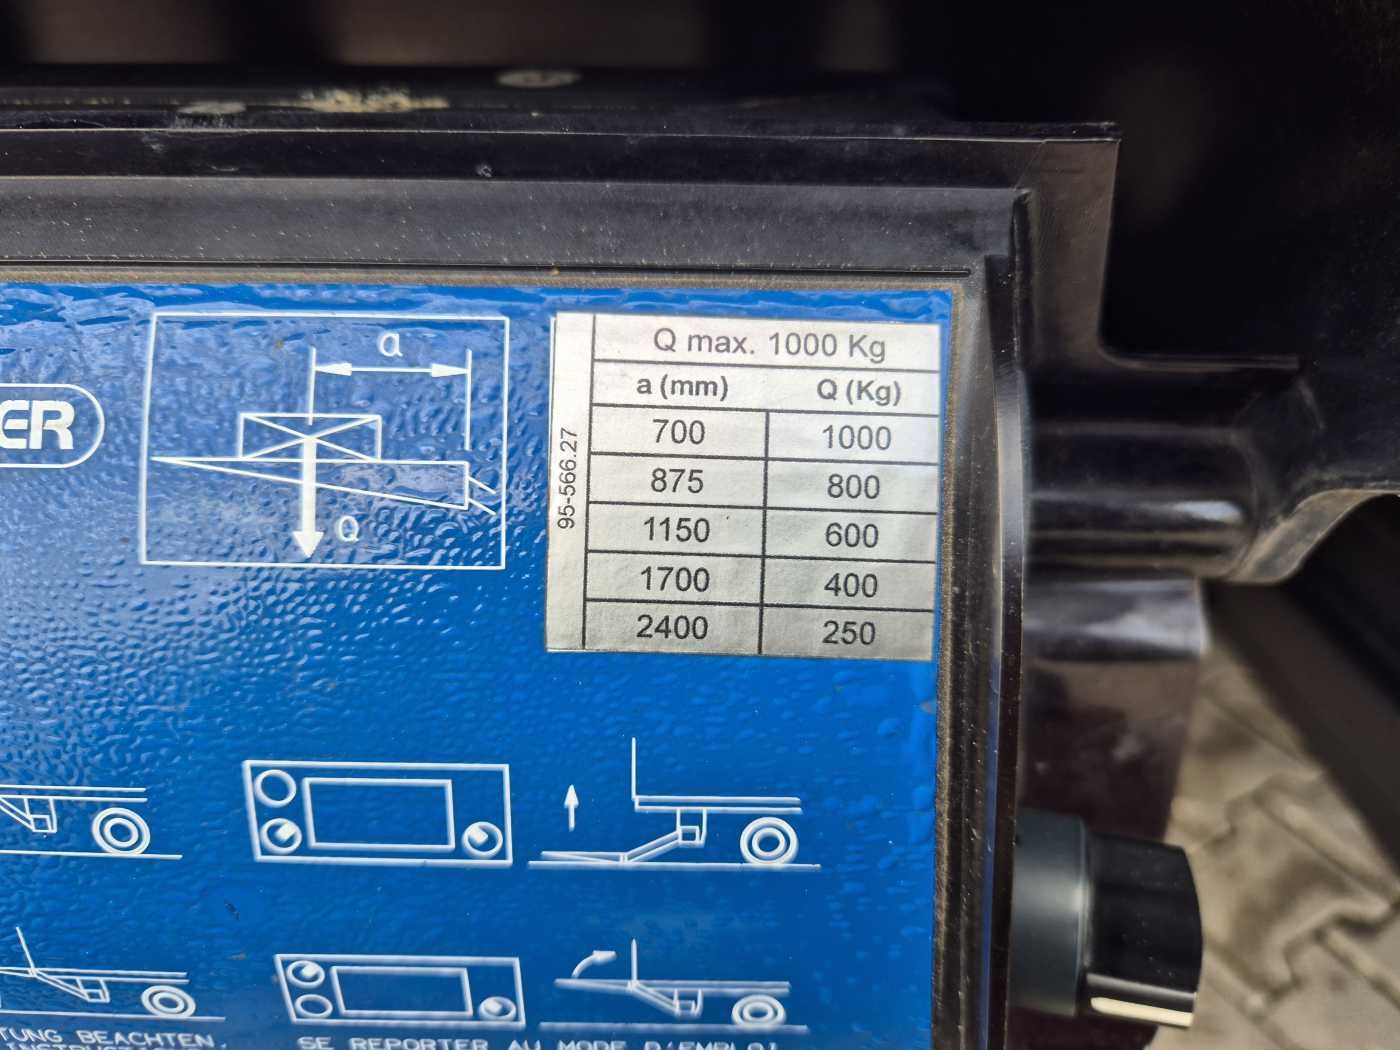 ER
a
Q
95-566.27
Q max. 1000 Kg
a (mm) Q (Kg)
700 1000
875 800
1150 600
1700 400
2400 250
TUNG BEACHTEN.
SE REPORTER AU MODE D'EMPLOI